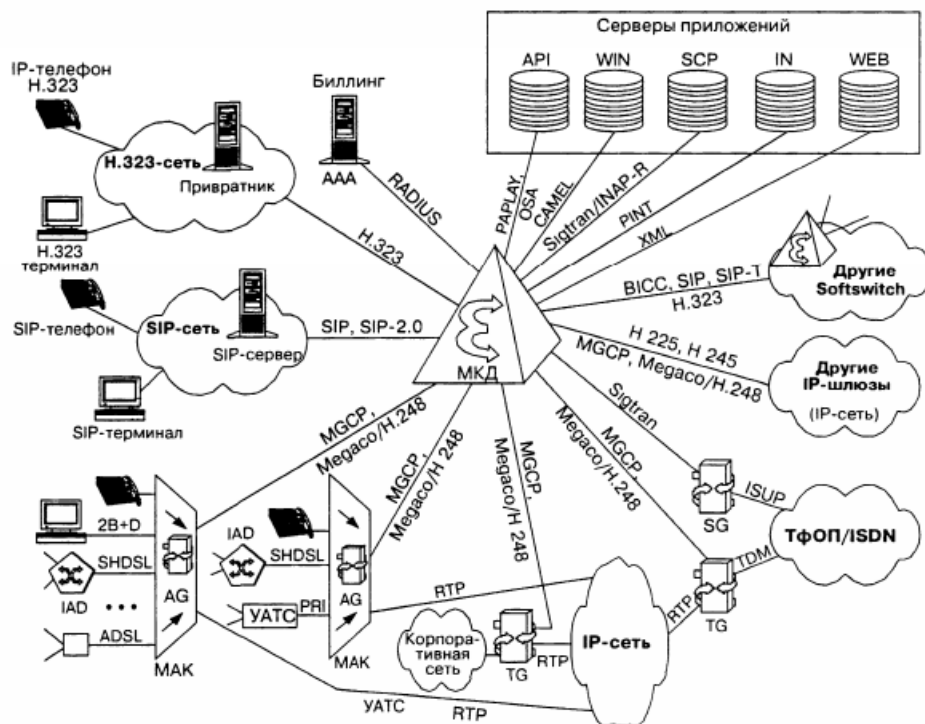 Серверы приложений
API
WIN
SCP
IN
WEB
IP-телефон
H.323
Биллинг
H.323-сеть
Привратник
AAA
RADIUS
PAPLAY,
OSA
CAMEL
Sigtran/INAP-R
PINT
XML
H.323
терминал
H.323
BICC, SIP, SIP-T
H.323
Другие
Softswitch
SIP-телефон
SIP-сеть
SIP-сервер
SIP, SIP-2.0
МКД
H 225, H 245
MGCP, Megaco/H.248
Другие
IP-шлюзы
(IP-сеть)
SIP-терминал
MGCP,
Megaco/H.248
MGCP,
Megaco/H 248
MGCP,
Megaco/H 248
MGCP,
Megaco/H.248
Sigtran
SG
ISUP
ТфОП/ISDN
2B+D
SHDSL
IAD
• • •
ADSL
AG
МАК
IAD
SHDSL
УАТС
PRI
AG
МАК
RTP
Корпора-
тивная
сеть
TG
RTP
IP-сеть
RTP
TDM
TG
УАТС
RTP